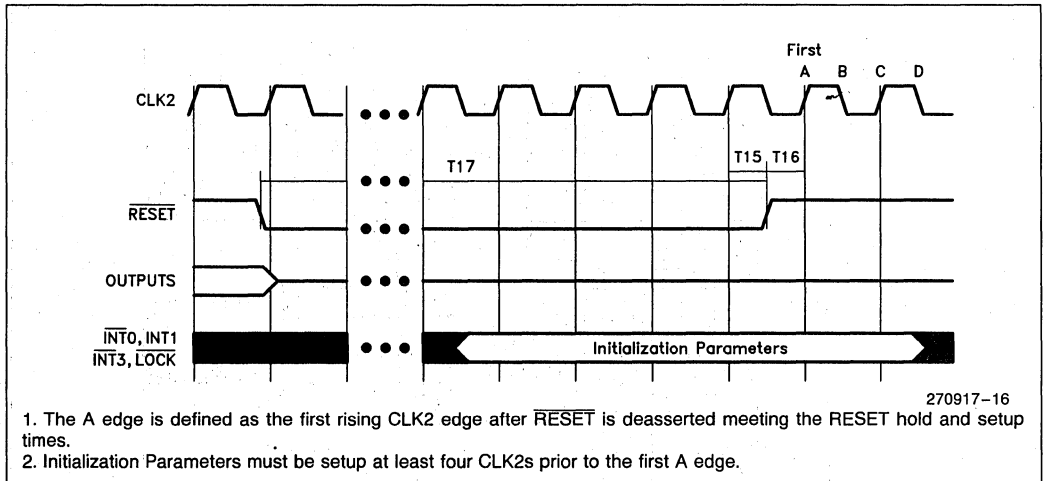 First
A B C D
CLK2
T15 T16
T17
RESET
OUTPUTS
INT0, INT1
INT3, LOCK
Initialization Parameters
270917–16
1. The A edge is defined as the first rising CLK2 edge after RESET is deasserted meeting the RESET hold and setup
times.
2. Initialization Parameters must be setup at least four CLK2s prior to the first A edge.